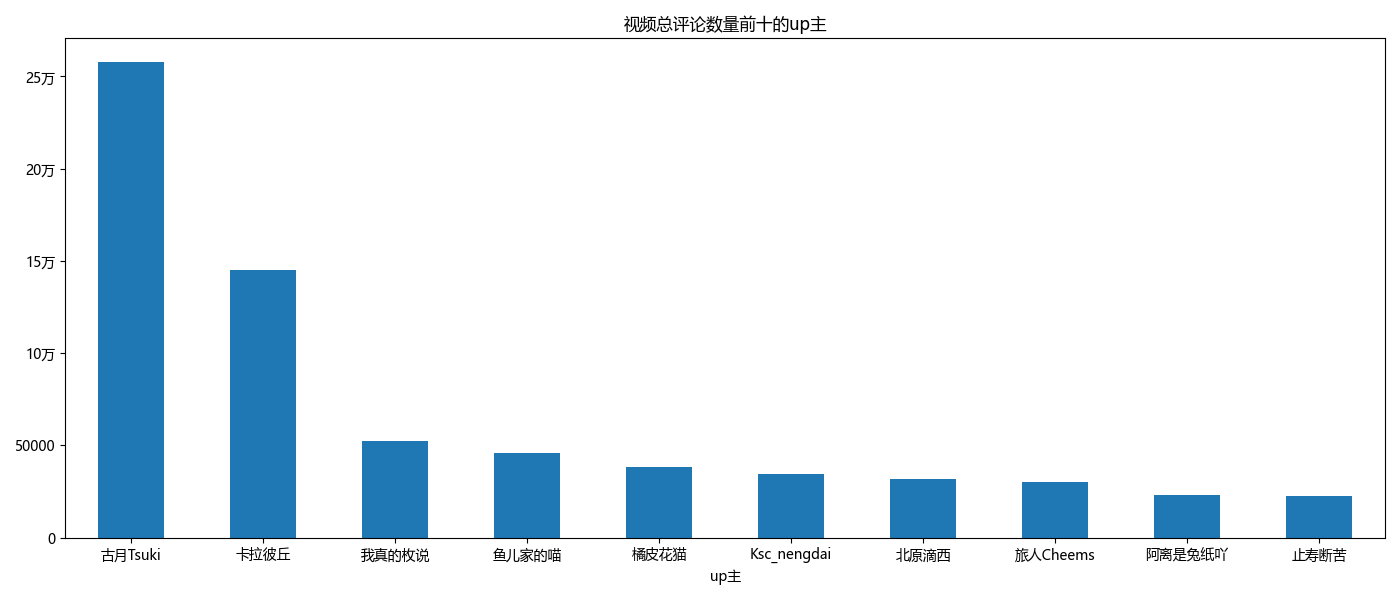 视频总评论数量前十的up主
25万
20万
15万
10万
50000
0
古月Tsuki 卡拉彼丘 我真的枚说 鱼儿家的喵 橘皮花猫 Ksc_nengdai 北原滴西 旅人Cheems 阿离是兔纸吖 止寿断苦
up主